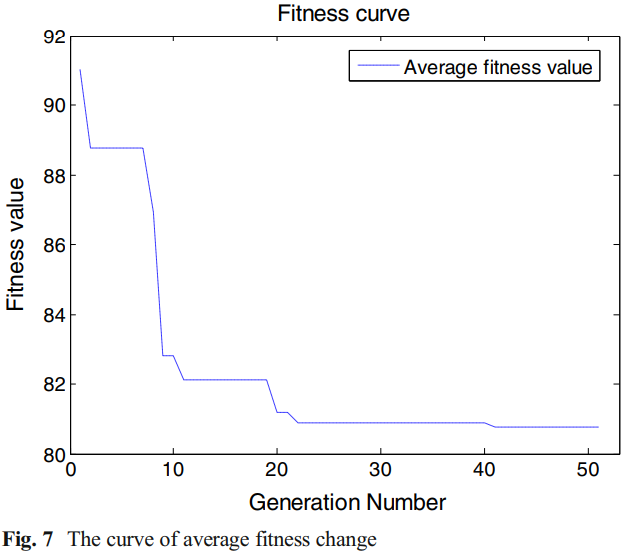 Fitness curve
92
Average fitness value
90
88
86
84
82
80
Fitness value
0 10 20 30 40 50
Generation Number
Fig. 7 The curve of average fitness change